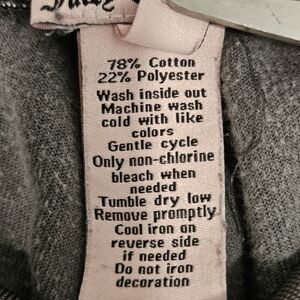 78% Cotton
22% Polyester
Wash inside out
Machine wash
cold with like
colors
Gentle cycle
Only non-chlorine
bleach when
needed
Tumble dry low
Remove promptly
Cool iron on
reverse side
if needed
Do not iron
decoration